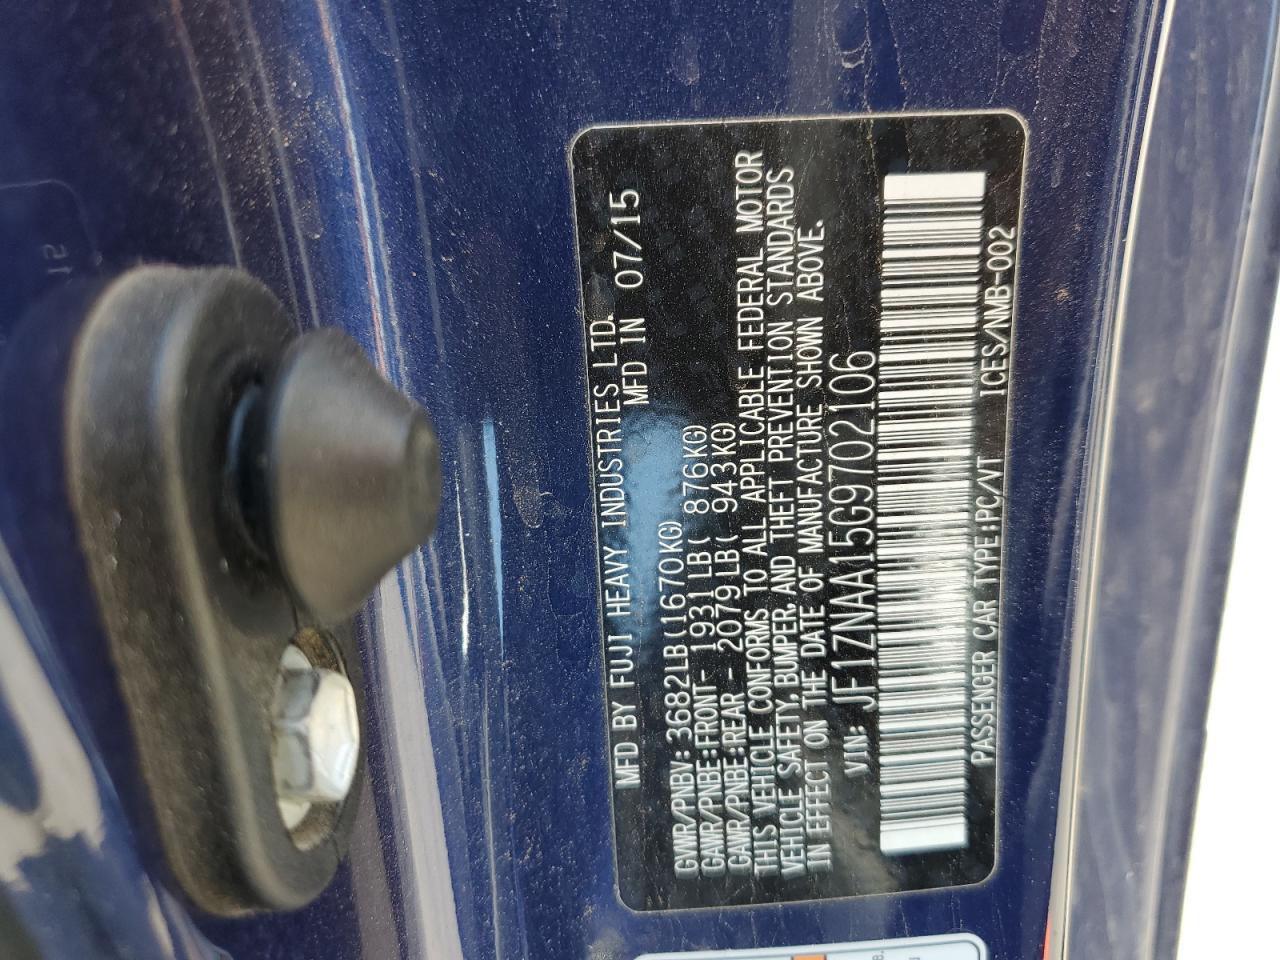 MFD BY FUJI HEAVY INDUSTRIES LTD.
MFD IN 07/15
GVWR/PNBV: 3682LB(1670KG)
GAWR/PNBE:FRONT- 1931LB( 876KG)
GAWR/PNBE:REAR - 2079LB( 943KG)
THIS VEHICLE CONFORMS TO ALL APPLICABLE FEDERAL MOTOR
VEHICLE SAFETY, BUMPER, AND THEFT PREVENTION STANDARDS
IN EFFECT ON THE DATE OF MANUFACTURE SHOWN ABOVE.
VIN: JF1ZNAA15G9702106
PASSENGER CAR TYPE:PC/VT ICES/NMB-002
12